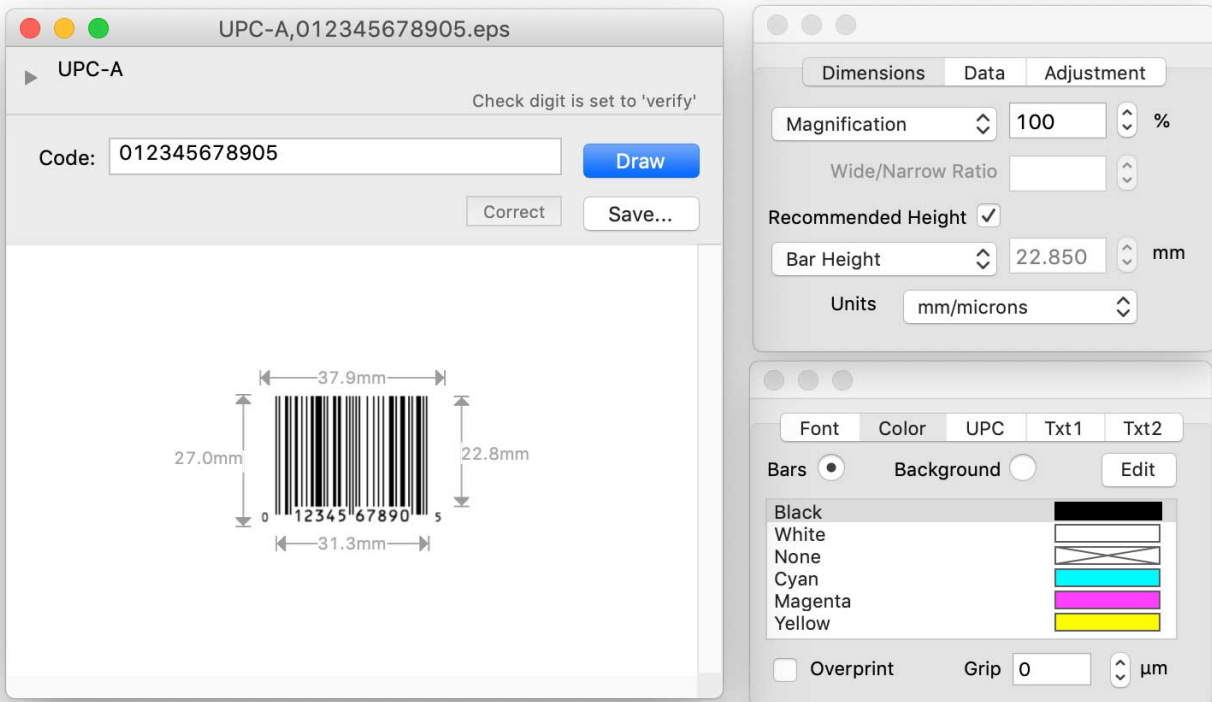 UPC-A,012345678905.eps
UPC-A
Check digit is set to 'verify'
Code: 012345678905 Draw
Correct Save...
37.9mm
27.0mm 22.8mm
0 12345 67890 5
31.3mm
Dimensions Data Adjustment
Magnification 100 %
Wide/Narrow Ratio
Recommended Height
Bar Height 22.850 mm
Units mm/microns
Font Color UPC Txt1 Txt2
Bars Background Edit
Black
White
None
Cyan
Magenta
Yellow
Overprint Grip 0 µm